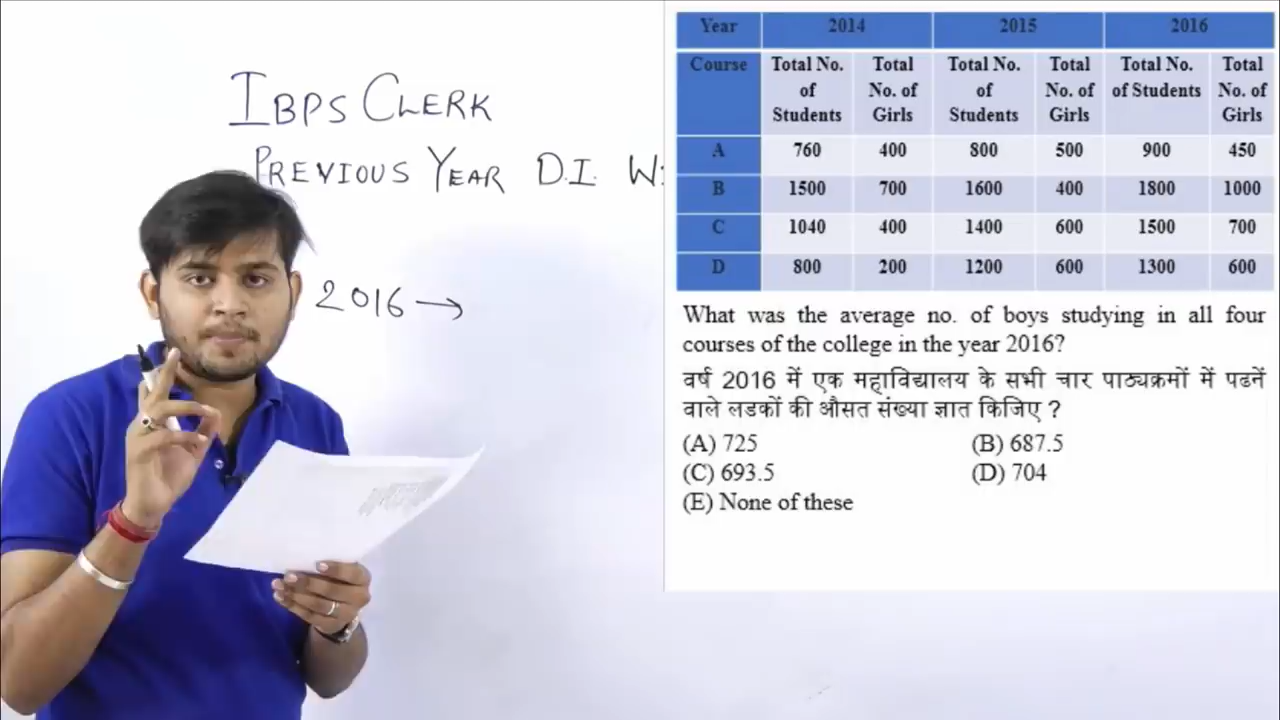 IBPS CLERK
PREVIOUS YEAR D.I.
2016 →
Year 2014 2015 2016
Course Total No. of Students Total No. of Girls Total No. of Students Total No. of Girls Total No. of Students Total No. of Girls
A 760 400 800 500 900 450
B 1500 700 1600 400 1800 1000
C 1040 400 1400 600 1500 700
D 800 200 1200 600 1300 600
What was the average no. of boys studying in all four
courses of the college in the year 2016?
वर्ष 2016 में एक महाविद्यालय के सभी चार पाठ्यक्रमों में पढनें
वाले लडकों की औसत संख्या ज्ञात किजिए ?
(A) 725 (B) 687.5
(C) 693.5 (D) 704
(E) None of these